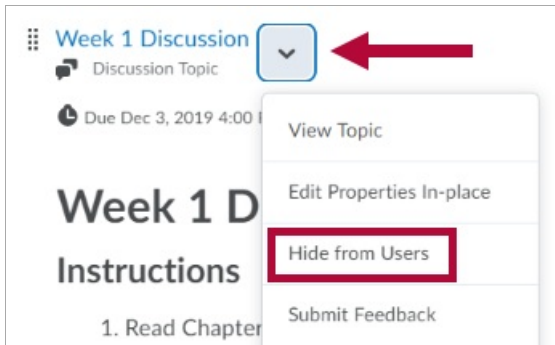 Week 1 Discussion
Discussion Topic
Due Dec 3, 2019 4:00
View Topic
Edit Properties In-place
Hide from Users
Submit Feedback
Week 1 D
Instructions
1. Read Chapter